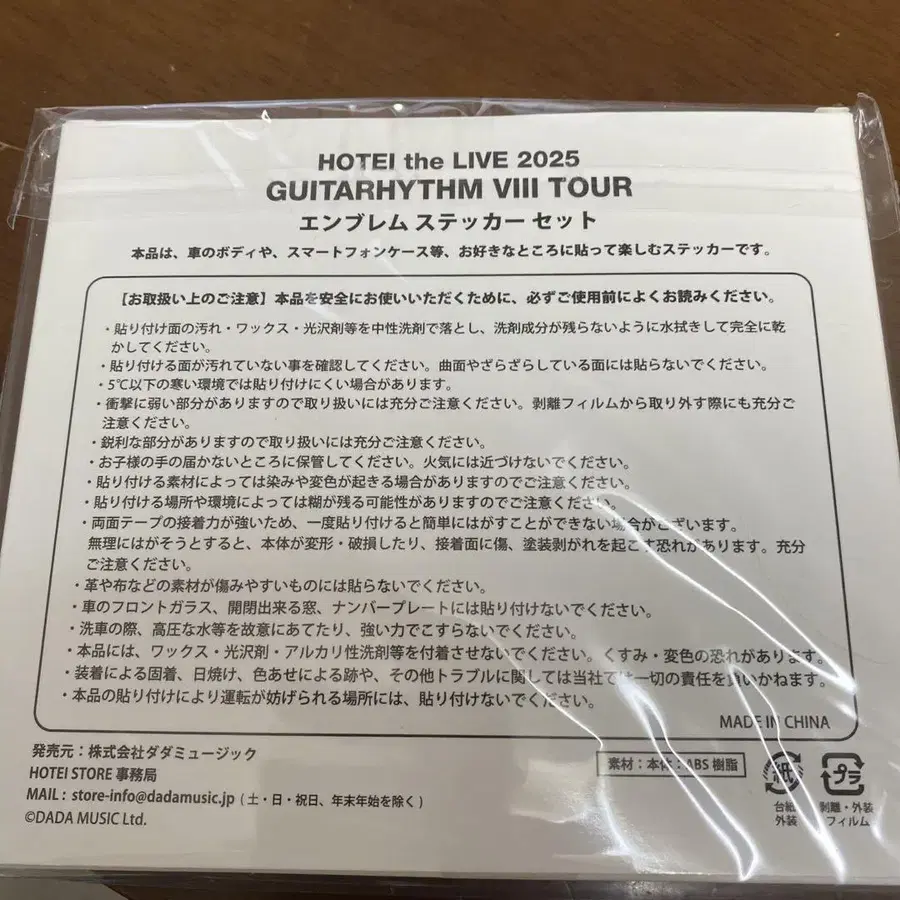 HOTEI the LIVE 2025
GUITARHYTHM VIII TOUR
エンブレム ステッカー セット
本品は、車のボディや、スマートフォンケース等、お好きなところに貼って楽しむステッカーです。
【お取扱い上のご注意】本品を安全にお使いいただくために、必ずご使用前によくお読みください。
・貼り付け面の汚れ・ワックス・光沢剤等を中性洗剤で落とし、洗剤成分が残らないように水拭きして完全に乾
かしてください。
・貼り付ける面が汚れていない事を確認してください。曲面やざらざらしている面には貼らないでください。
・5℃以下の寒い環境では貼り付けにくい場合があります。
・衝撃に弱い部分がありますので取り扱いには充分ご注意ください。剥離フィルムから取り外す際にも充分ご
注意ください。
・鋭利な部分がありますので取り扱いには充分ご注意ください。
・お子様の手の届かないところに保管してください。火気には近づけないでください。
・貼り付ける素材によっては染みや変色が起きる場合がありますのでご注意ください。
・貼り付ける場所や環境によっては糊が残る可能性がありますのでご注意ください。
・両面テープの接着力が強いため、一度貼り付けると簡単にはがすことができない場合がございます。
無理にはがそうとすると、本体が変形・破損したり、接着面に傷、塗装剥がれを起こす恐れがあります。充分
ご注意ください。
・革や布などの素材が傷みやすいものには貼らないでください。
・車のフロントガラス、開閉出来る窓、ナンバープレートには貼り付けないでください。
・洗車の際、高圧な水等を故意にあてたり、強い力でこすらないでください。
・本品には、ワックス・光沢剤・アルカリ性洗剤等を付着させないでください。くすみ・変色の恐れがあります。
・装着による固着、日焼け、色あせによる跡や、その他トラブルに関しては当社では一切の責任を負いかねます。
・本品の貼り付けにより運転が妨げられる場所には、貼り付けないでください。
MADE IN CHINA
発売元：株式会社ダダミュージック
HOTEI STORE 事務局
MAIL : store-info@dadamusic.jp ( 土・日・祝日、年末年始を除く )
©DADA MUSIC Ltd.
素材：本体：ABS 樹脂
紙
台紙
外装
プラ
剥離・外装
フィルム